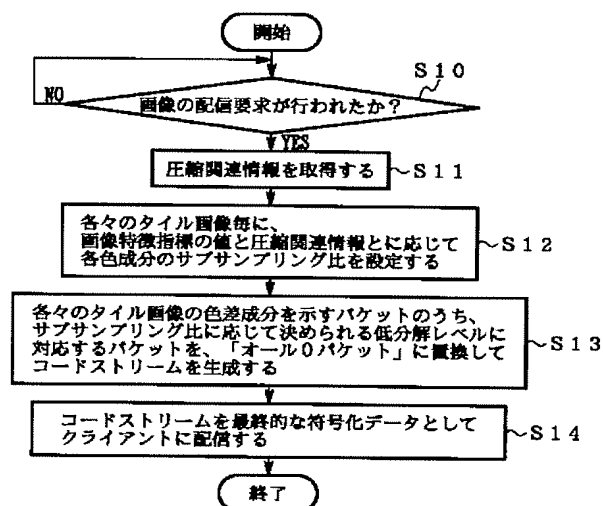 開始
S10
NO
画像の配信要求が行われたか?
YES
圧縮関連情報を取得する
S11
各々のタイル画像毎に、
画像特徴指標の値と圧縮関連情報とに応じて
各色成分のサブサンプリング比を設定する
S12
各々のタイル画像の色差成分を示すパケットのうち、
サブサンプリング比に応じて決められる低分解レベルに
対応するパケットを、「オール0パケット」に置換して
コードストリームを生成する
S13
コードストリームを最終的な符号化データとして
クライアントに配信する
S14
終了